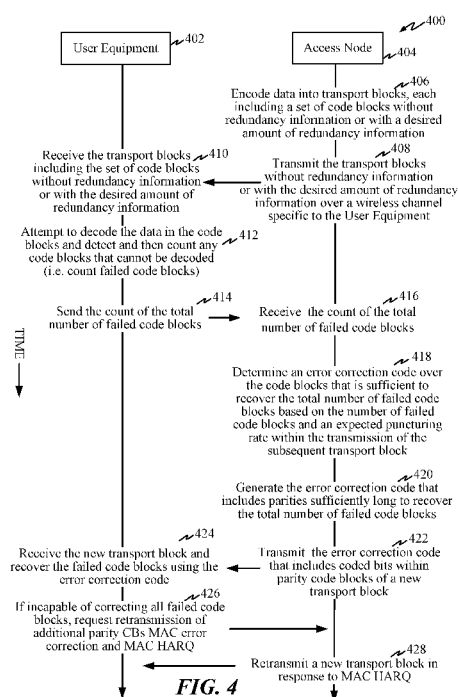 400
User Equipment
402
Access Node
404
406
Encode data into transport blocks, each
including a set of code blocks without
redundancy information or with a desired
amount of redundancy information
408
Transmit the transport blocks
without redundancy information
or with the desired amount of redundancy
information over a wireless channel
specific to the User Equipment
Receive the transport blocks 410
including the set of code blocks
without redundancy information
or with the desired amount of
redundancy information
Attempt to decode the data in the code
blocks and detect and then count any 412
code blocks that cannot be decoded
(i.e. count failed code blocks)
414
Send the count of the total
number of failed code blocks
416
Receive the count of the total
number of failed code blocks
TIME
418
Determine an error correction code over
the code blocks that is sufficient to
recover the total number of failed code
blocks based on the number of failed
code blocks and an expected puncturing
rate within the transmission of the
subsequent transport block
420
Generate the error correction code that
includes parities sufficiently long to recover
the total number of failed code blocks
422
Transmit the error correction code
that includes coded bits within
parity code blocks of a new
transport block
424
Receive the new transport block and
recover the failed code blocks using the
error correction code
426
If incapable of correcting all failed code
blocks, request retransmission of
additional parity CBs MAC error
correction and MAC HARQ
428
Retransmit a new transport block in
response to MAC HARQ
FIG. 4